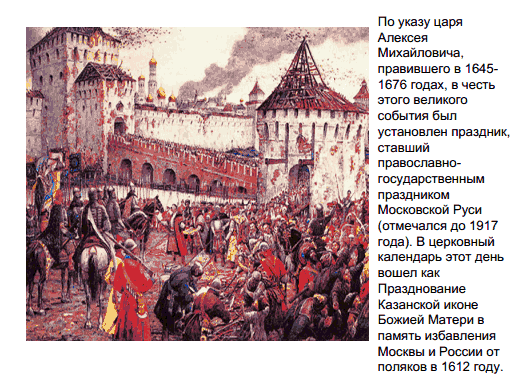 По указу царя
Алексея
Михайловича,
правившего в 1645-
1676 годах, в честь
этого великого
события был
установлен праздник,
ставший
православно-
государственным
праздником
Московской Руси
(отмечался до 1917
года). В церковный
календарь этот день
вошел как
Празднование
Казанской иконе
Божией Матери в
память избавления
Москвы и России от
поляков в 1612 году.